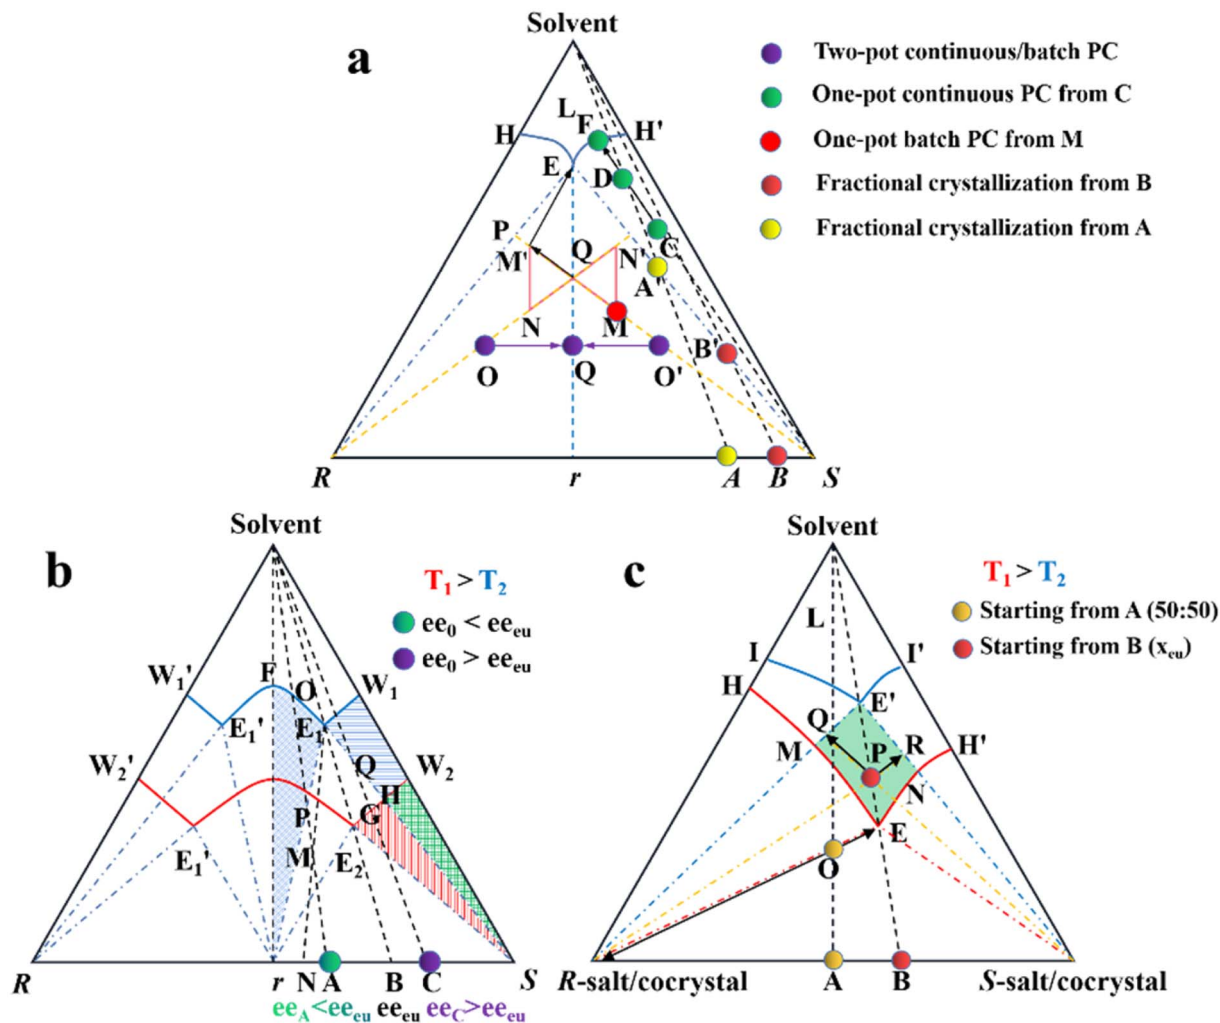 Solvent
a
Two-pot continuous/batch PC
One-pot continuous PC from C
One-pot batch PC from M
Fractional crystallization from B
Fractional crystallization from A
L
F
H
H'
E
D
P
C
M'
Q
N'
A'
N
M
B'
O
Q
O'
R
r
A
B
S
b
Solvent
T1 > T2
ee0 < eeeu
ee0 > eeeu
W1'
F
O
W1
E1'
E1
W2'
Q
W2
H
G
P
M
E1'
E2
R
r
N
A
B
C
S
eeA<eeeu eeeu eeC>eeeu
c
Solvent
T1 > T2
Starting from A (50:50)
Starting from B (xeu)
L
I
I'
H
E'
Q
R
H'
M
P
N
E
O
R-salt/cocrystal
A
B
S-salt/cocrystal